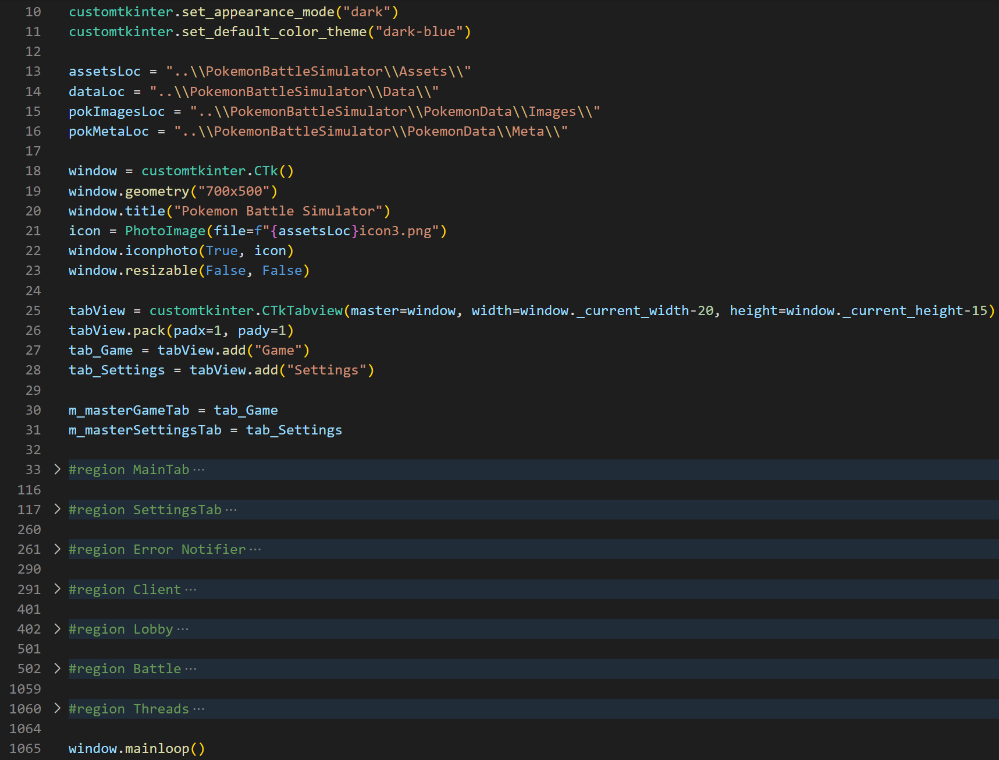 10 customtkinter.set_appearance_mode("dark")
11 customtkinter.set_default_color_theme("dark-blue")
12
13 assetsLoc = "..\\PokemonBattleSimulator\\Assets\\"
14 dataLoc = "..\\PokemonBattleSimulator\\Data\\"
15 pokImagesLoc = "..\\PokemonBattleSimulator\\PokemonData\\Images\\"
16 pokMetaLoc = "..\\PokemonBattleSimulator\\PokemonData\\Meta\\"
17
18 window = customtkinter.CTk()
19 window.geometry("700x500")
20 window.title("Pokemon Battle Simulator")
21 icon = PhotoImage(file=f"{assetsLoc}icon3.png")
22 window.iconphoto(True, icon)
23 window.resizable(False, False)
24
25 tabView = customtkinter.CTkTabview(master=window, width=window._current_width-20, height=window._current_height-15)
26 tabView.pack(padx=1, pady=1)
27 tab_Game = tabView.add("Game")
28 tab_Settings = tabView.add("Settings")
29
30 m_masterGameTab = tab_Game
31 m_masterSettingsTab = tab_Settings
32
33 > #region MainTab ···
116
117 > #region SettingsTab ···
260
261 > #region Error Notifier ···
290
291 > #region Client ···
401
402 > #region Lobby ···
501
502 > #region Battle ···
1059
1060 > #region Threads ···
1064
1065 window.mainloop()